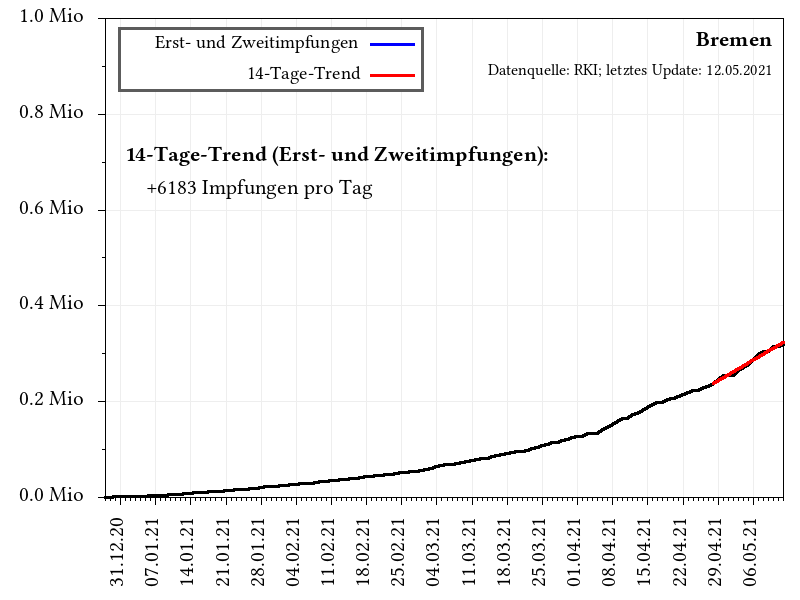 1.0 Mio
0.8 Mio
0.6 Mio
0.4 Mio
0.2 Mio
0.0 Mio
Erst- und Zweitimpfungen
14-Tage-Trend
Bremen
Datenquelle: RKI; letztes Update: 12.05.2021
14-Tage-Trend (Erst- und Zweitimpfungen):
+6183 Impfungen pro Tag
31.12.20
07.01.21
14.01.21
21.01.21
28.01.21
04.02.21
11.02.21
18.02.21
25.02.21
04.03.21
11.03.21
18.03.21
25.03.21
01.04.21
08.04.21
15.04.21
22.04.21
29.04.21
06.05.21